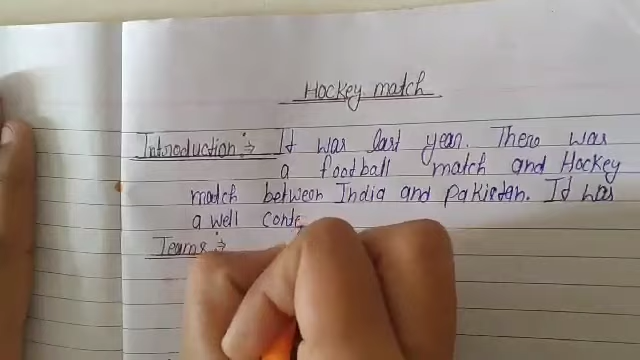 Hockey match
Introduction :→ It was last year. There was
a football match and Hockey
match between India and pakistan. It was
a well conte
Teams :→